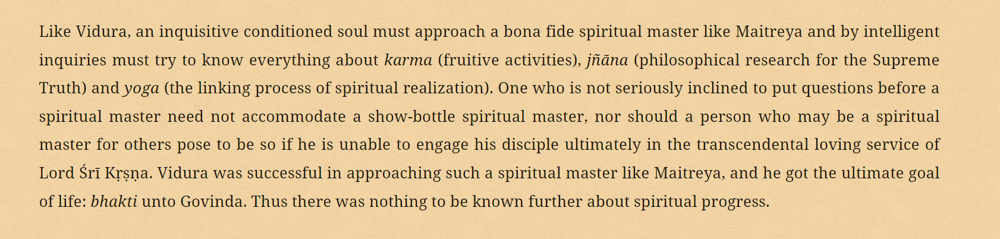 Like Vidura, an inquisitive conditioned soul must approach a bona fide spiritual master like Maitreya and by intelligent
inquiries must try to know everything about karma (fruitive activities), jñāna (philosophical research for the Supreme
Truth) and yoga (the linking process of spiritual realization). One who is not seriously inclined to put questions before a
spiritual master need not accommodate a show-bottle spiritual master, nor should a person who may be a spiritual
master for others pose to be so if he is unable to engage his disciple ultimately in the transcendental loving service of
Lord Śrī Kṛṣṇa. Vidura was successful in approaching such a spiritual master like Maitreya, and he got the ultimate goal
of life: bhakti unto Govinda. Thus there was nothing to be known further about spiritual progress.